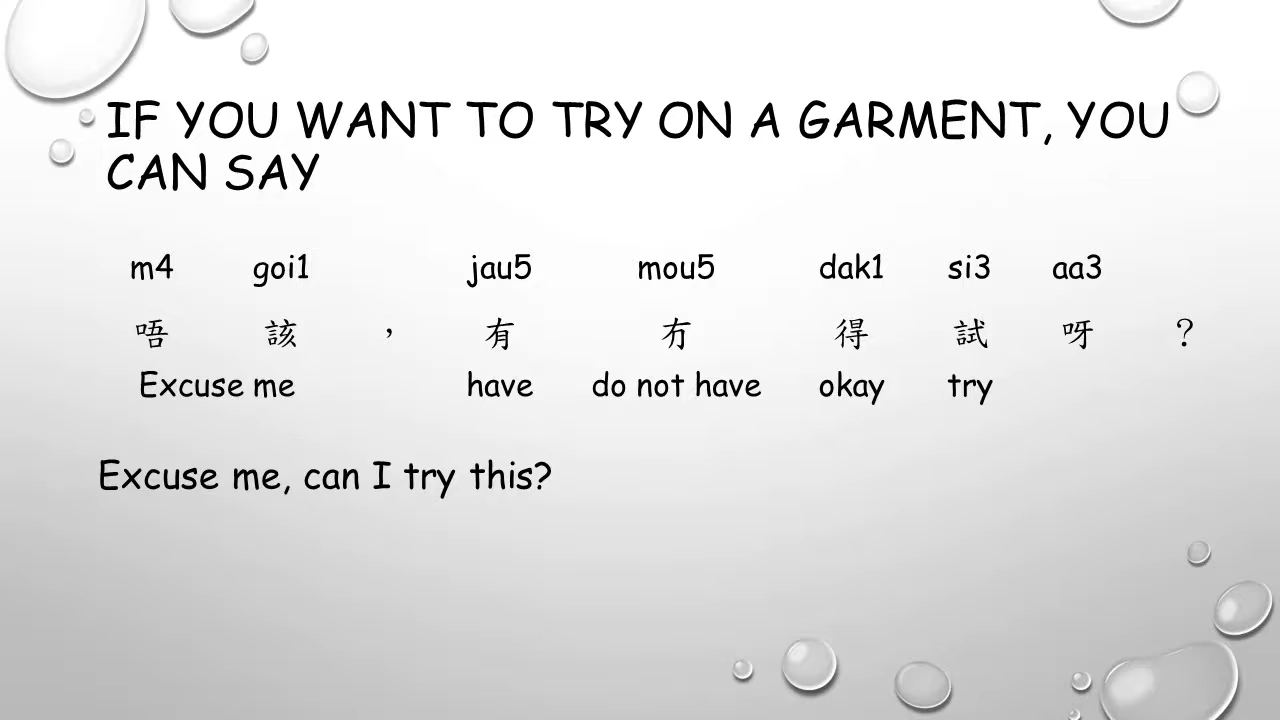 IF YOU WANT TO TRY ON A GARMENT, YOU
CAN SAY
m4 goi1 jau5 mou5 dak1 si3 aa3
唔 該 ， 有 冇 得 試 呀 ？
Excuse me have do not have okay try
Excuse me, can I try this?